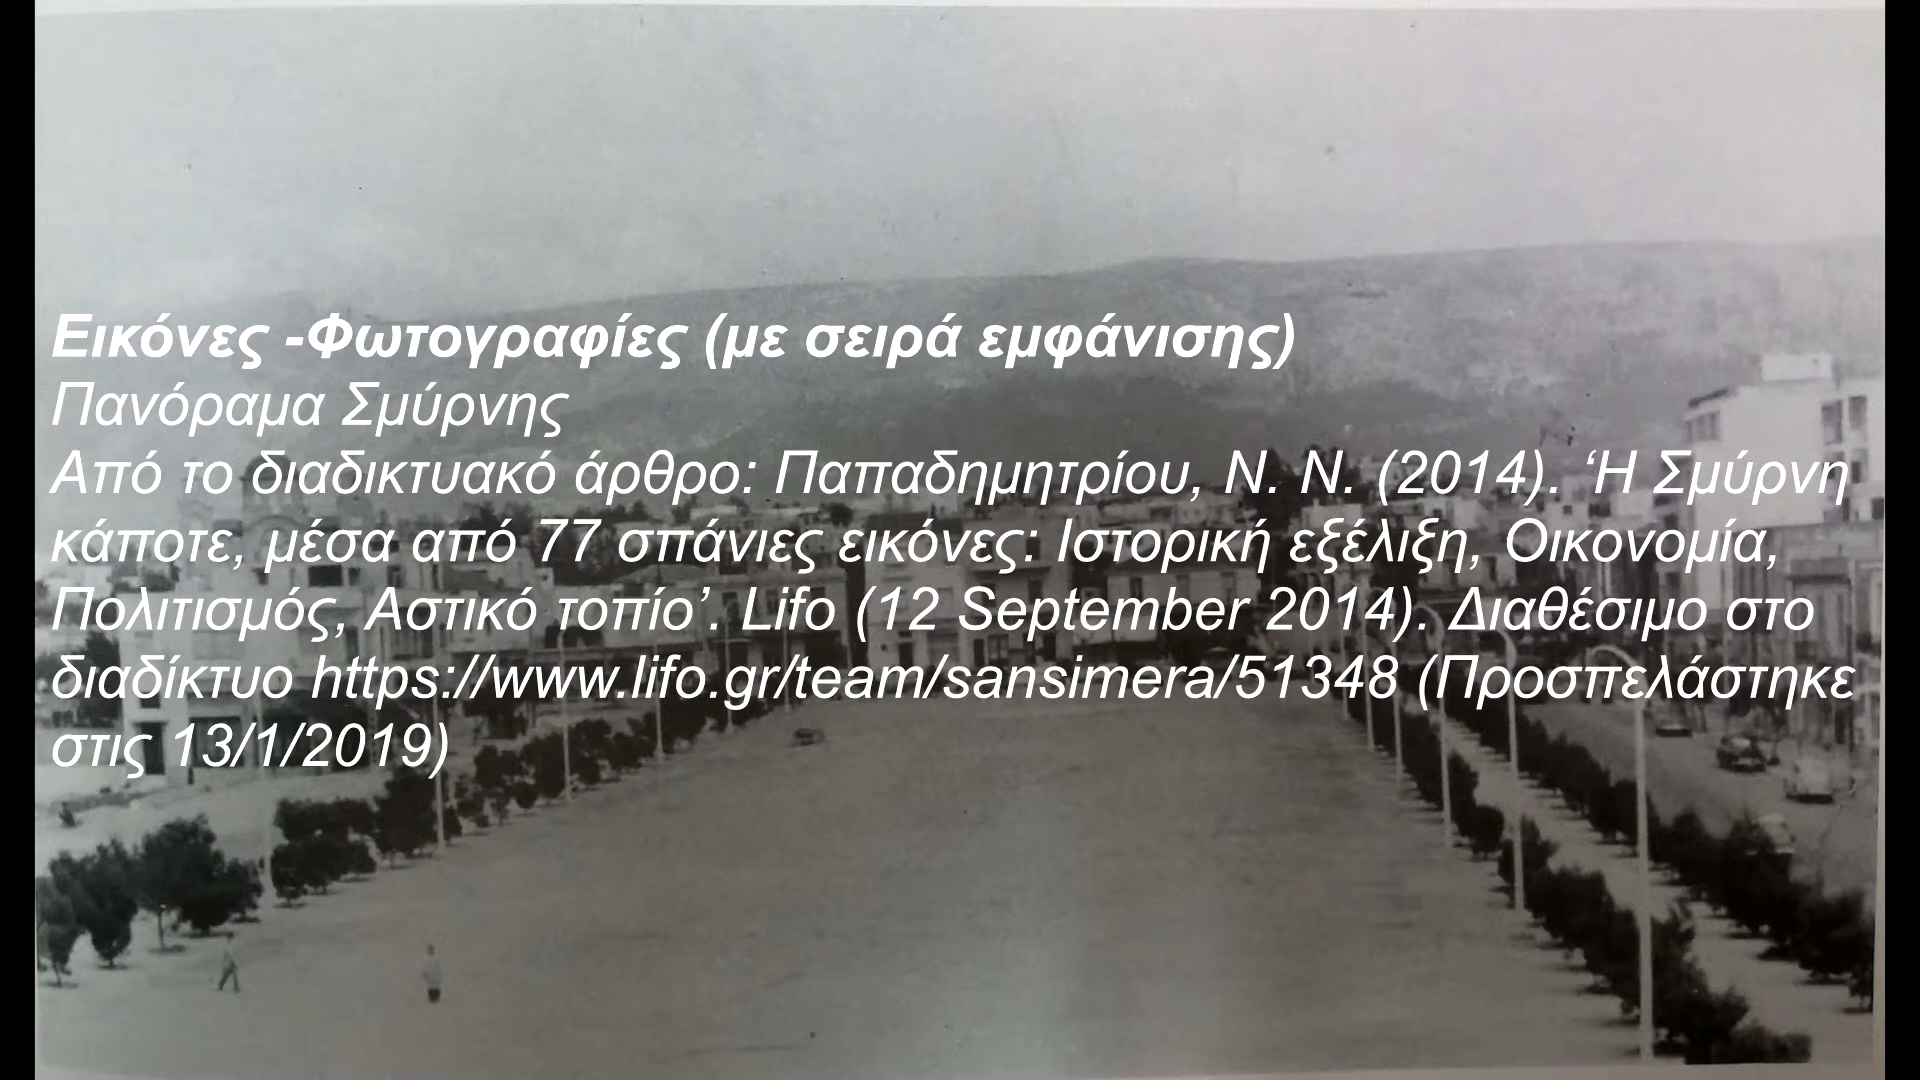 Εικόνες -Φωτογραφίες (με σειρά εμφάνισης)
Πανόραμα Σμύρνης
Από το διαδικτυακό άρθρο: Παπαδημητρίου, Ν. Ν. (2014). ‘Η Σμύρνη
κάποτε, μέσα από 77 σπάνιες εικόνες: Ιστορική εξέλιξη, Οικονομία,
Πολιτισμός, Αστικό τοπίο’. Lifo (12 September 2014). Διαθέσιμο στο
διαδίκτυο https://www.lifo.gr/team/sansimera/51348 (Προσπελάστηκε
στις 13/1/2019)